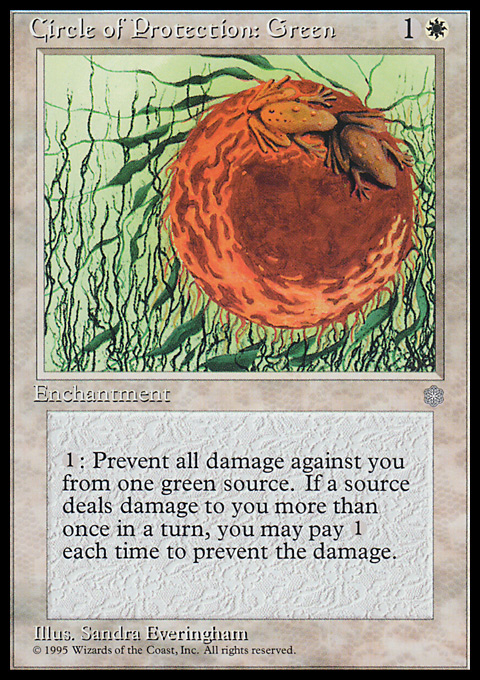 Circle of Protection: Green 1
Enchantment
1: Prevent all damage against you
from one green source. If a source
deals damage to you more than
once in a turn, you may pay 1
each time to prevent the damage.
Illus. Sandra Everingham
© 1995 Wizards of the Coast, Inc. All rights reserved.